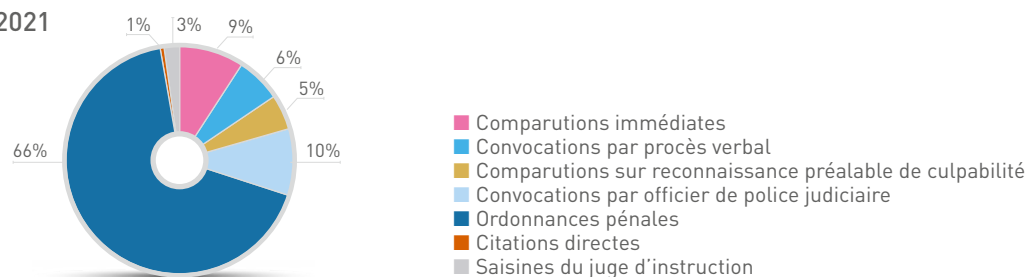 2021
1% 3% 9%
6%
5%
66% 10%
Comparutions immédiates
Convocations par procès verbal
Comparutions sur reconnaissance préalable de culpabilité
Convocations par officier de police judiciaire
Ordonnances pénales
Citations directes
Saisines du juge d'instruction